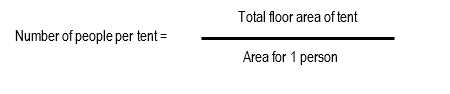 Total floor area of tent
Number of people per tent =
Area for 1 person